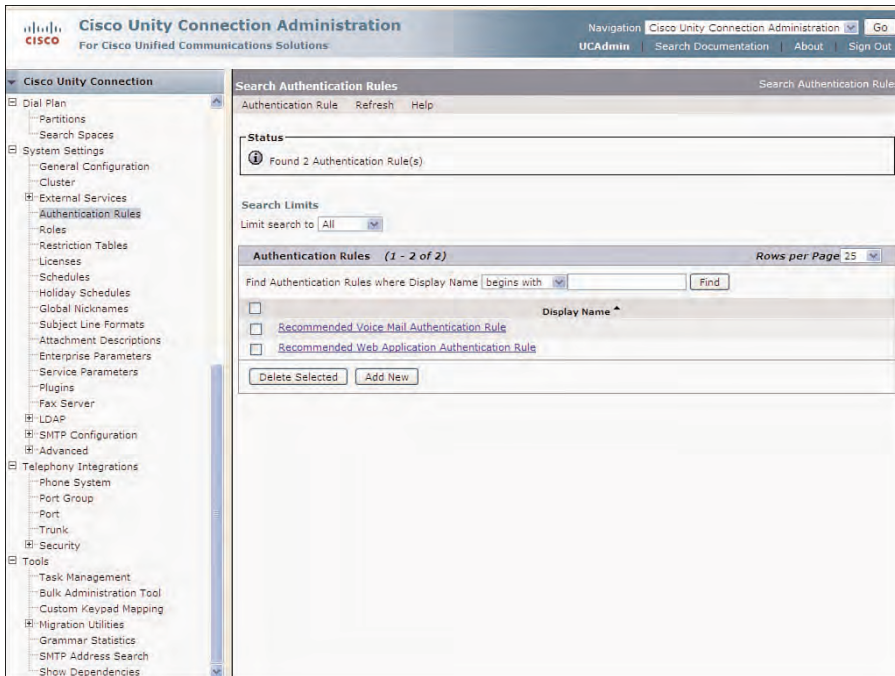 Cisco Unity Connection Administration
For Cisco Unified Communications Solutions
CISCO
Navigation Cisco Unity Connection Administration Go
UCAdmin | Search Documentation | About | Sign Out
Cisco Unity Connection
Dial Plan
Partitions
Search Spaces
System Settings
General Configuration
Cluster
External Services
Authentication Rules
Roles
Restriction Tables
Licenses
Schedules
Holiday Schedules
Global Nicknames
Subject Line Formats
Attachment Descriptions
Enterprise Parameters
Service Parameters
Plugins
Fax Server
LDAP
SMTP Configuration
Advanced
Telephony Integrations
Phone System
Port Group
Port
Trunk
Security
Tools
Task Management
Bulk Administration Tool
Custom Keypad Mapping
Migration Utilities
Grammar Statistics
SMTP Address Search
Show Dependencies
Search Authentication Rules
Search Authentication Rule
Authentication Rule Refresh Help
Status
Found 2 Authentication Rule(s)
Search Limits
Limit search to All
Authentication Rules (1 - 2 of 2)
Rows per Page 25
Find Authentication Rules where Display Name begins with Find
Display Name
Recommended Voice Mail Authentication Rule
Recommended Web Application Authentication Rule
Delete Selected Add New